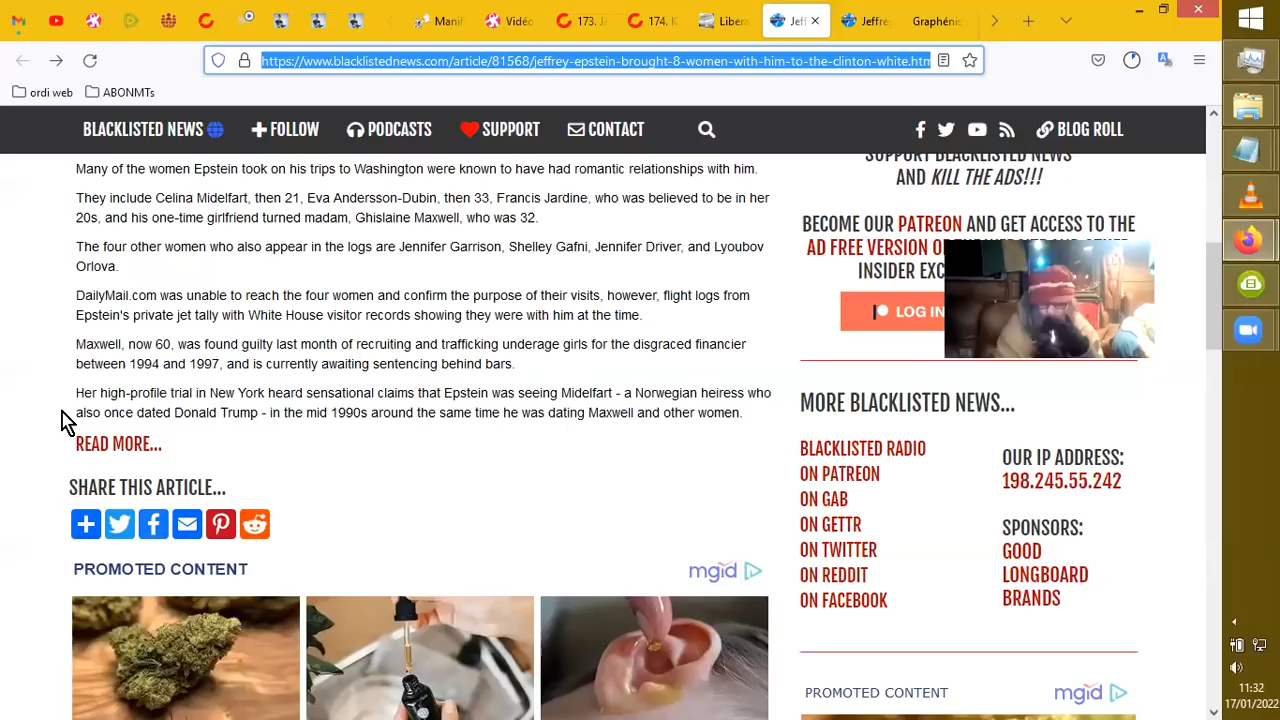 Manif
Vidéo
173. Je
174. K
Libera
Jeff
Jeffre
Graphénis
https://www.blacklistednews.com/article/81568/jeffrey-epstein-brought-8-women-with-him-to-the-clinton-white.htm
ordi web
ABONMTs
BLACKLISTED NEWS
FOLLOW
PODCASTS
SUPPORT
CONTACT
BLOG ROLL
Many of the women Epstein took on his trips to Washington were known to have had romantic relationships with him.
They include Celina Midelfart, then 21, Eva Andersson-Dubin, then 33, Francis Jardine, who was believed to be in her
20s, and his one-time girlfriend turned madam, Ghislaine Maxwell, who was 32.
The four other women who also appear in the logs are Jennifer Garrison, Shelley Gafni, Jennifer Driver, and Lyoubov
Orlova.
DailyMail.com was unable to reach the four women and confirm the purpose of their visits, however, flight logs from
Epstein's private jet tally with White House visitor records showing they were with him at the time.
Maxwell, now 60, was found guilty last month of recruiting and trafficking underage girls for the disgraced financier
between 1994 and 1997, and is currently awaiting sentencing behind bars.
Her high-profile trial in New York heard sensational claims that Epstein was seeing Midelfart - a Norwegian heiress who
also once dated Donald Trump - in the mid 1990s around the same time he was dating Maxwell and other women.
READ MORE...
SHARE THIS ARTICLE...
PROMOTED CONTENT
mgid
SUPPORT BLACKLISTED NEWS
AND KILL THE ADS!!!
BECOME OUR PATREON AND GET ACCESS TO THE
AD FREE VERSION
INSIDER
LOG IN
MORE BLACKLISTED NEWS...
BLACKLISTED RADIO
ON PATREON
ON GAB
ON GETTR
ON TWITTER
ON REDDIT
ON FACEBOOK
OUR IP ADDRESS:
198.245.55.242
SPONSORS:
GOOD
LONGBOARD
BRANDS
PROMOTED CONTENT
mgid
11:32
17/01/2022